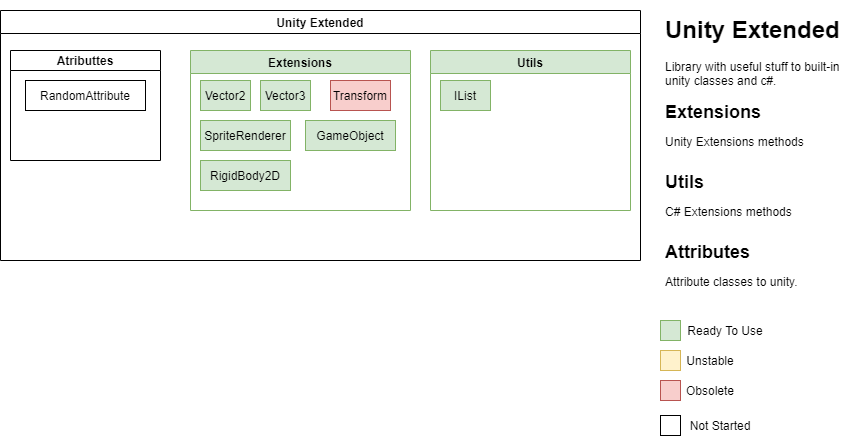 Unity Extended
Atributtes
RandomAttribute
Extensions
Vector2
Vector3
Transform
SpriteRenderer
GameObject
RigidBody2D
Utils
IList
Unity Extended
Library with useful stuff to built-in
unity classes and c#.
Extensions
Unity Extensions methods
Utils
C# Extensions methods
Attributes
Attribute classes to unity.
Ready To Use
Unstable
Obsolete
Not Started